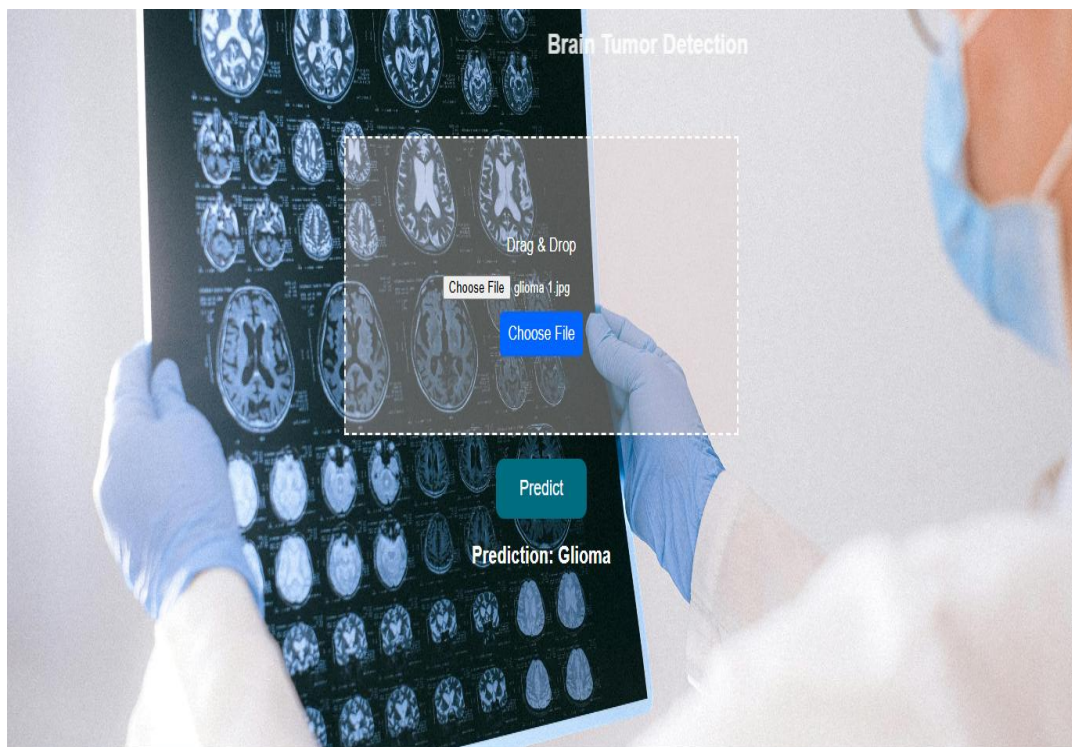 Brain Tumor Detection
Drag & Drop
Choose File glioma 1.jpg
Choose File
Predict
Prediction: Glioma